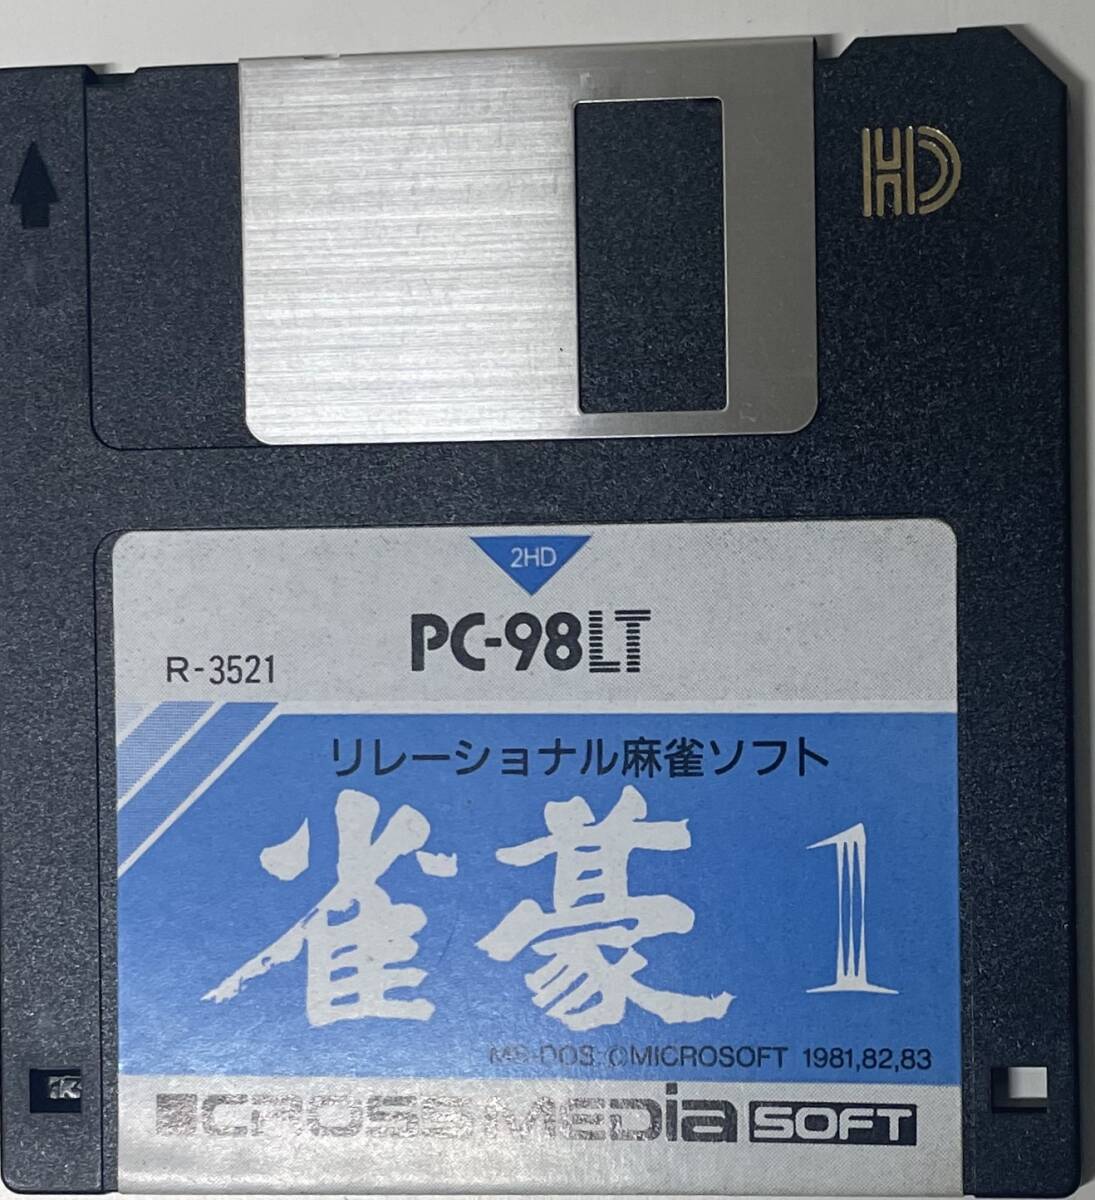 HD
2HD
PC-98LT
R-3521
リレーショナル麻雀ソフト
雀豪1
MS-DOS ©MICROSOFT 1981,82,83
CROSS MEDIA SOFT